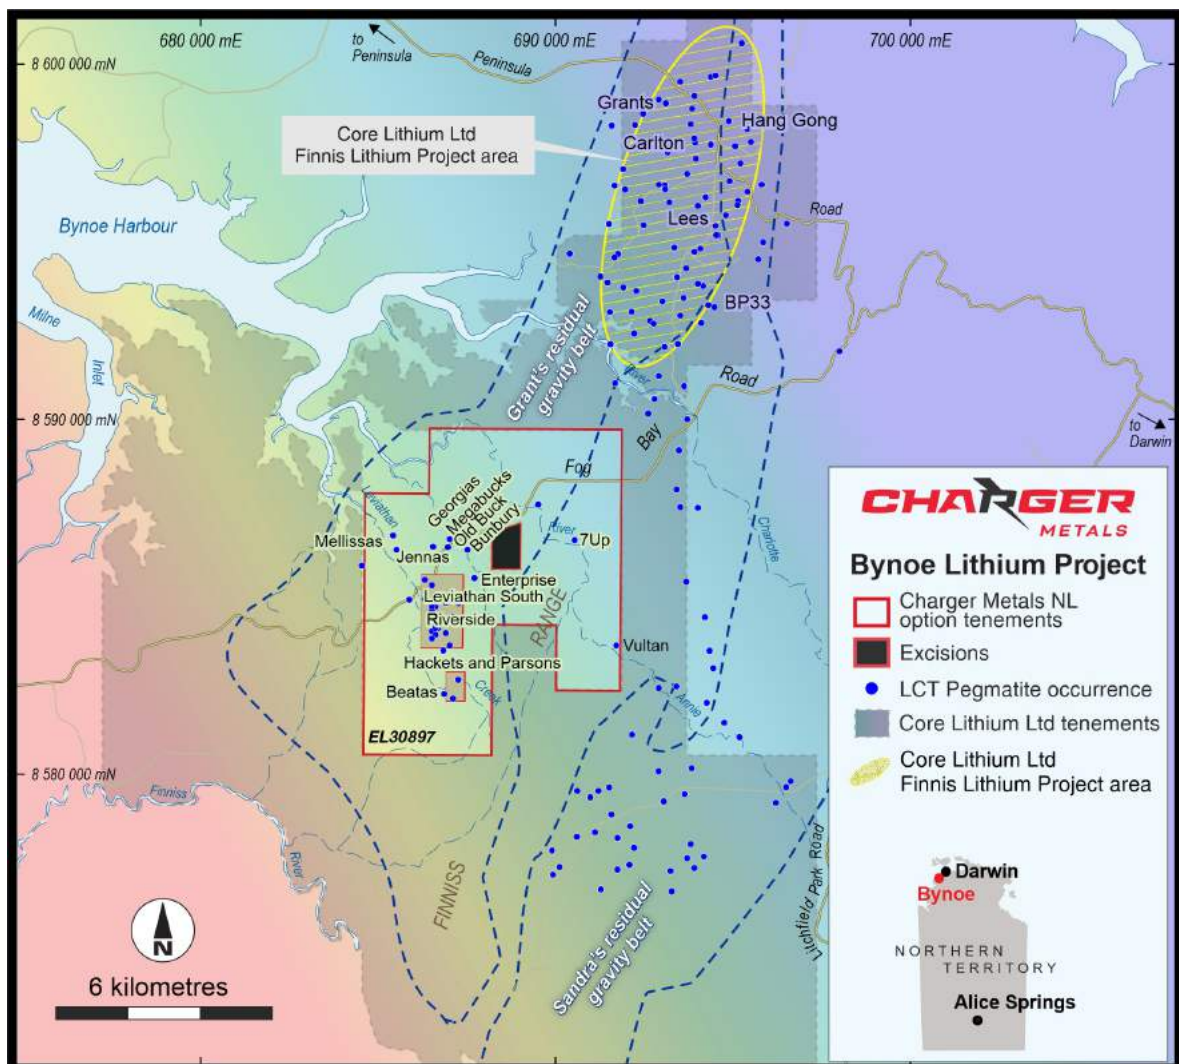 680 000 mE
690 000 mE
700 000 mE
to
Peninsula
Peninsula
8 600 000 mN
Grants
Hang Gong
Core Lithium Ltd
Finnis Lithium Project area
Carlton
Road
Lees
Bynoe Harbour
BP33
Milne
Inlet
Grant's residual
gravity belt
River
Road
8 590 000 mN
Bay
to
Darwin
Fog
Leviathan
Georgias
Megabucks
Old Buck
Bunbury
River
7Up
Charlotte
Mellissas
Jennas
Enterprise
Leviathan South
RANGE
Riverside
Vultan
Hackets and Parsons
Beatas
Creek
Annie
EL30897
8 580 000 mN
Finniss
River
FINNISS
Litchfield Park Road
Sandra's residual
gravity belt
N
6 kilometres
CHARGER
METALS
Bynoe Lithium Project
Charger Metals NL
option tenements
Excisions
LCT Pegmatite occurrence
Core Lithium Ltd tenements
Core Lithium Ltd
Finnis Lithium Project area
Darwin
Bynoe
NORTHERN
TERRITORY
Alice Springs